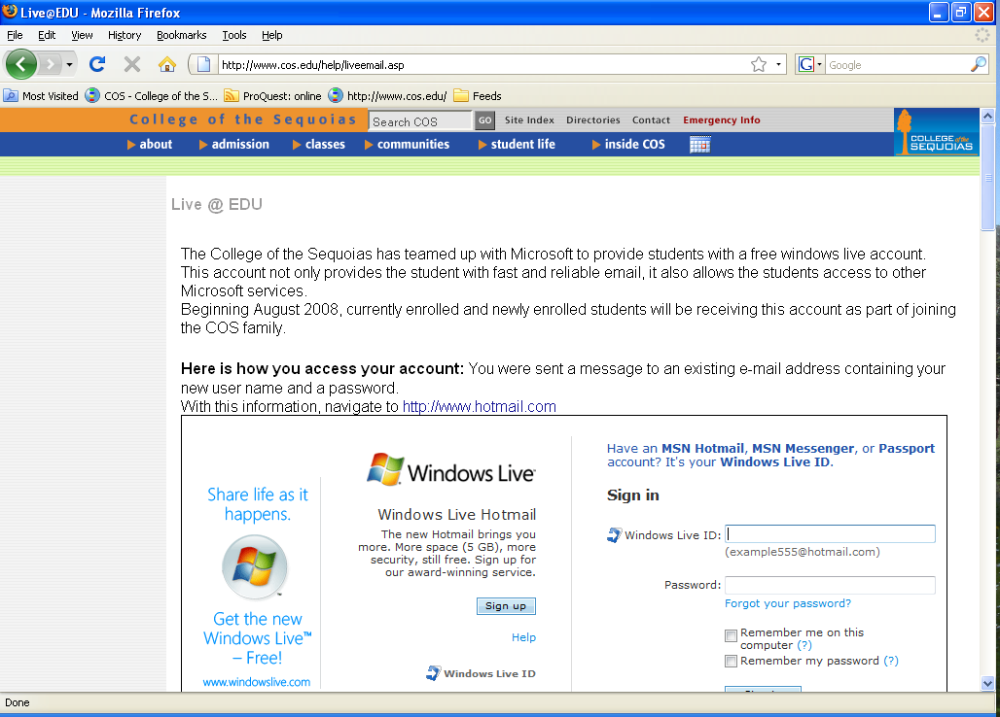 Live@EDU - Mozilla Firefox
File Edit View History Bookmarks Tools Help
http://www.cos.edu/help/liveemail.asp
G Google
Most Visited COS - College of the S... ProQuest: online http://www.cos.edu/ Feeds
College of the Sequoias Search COS GO Site Index Directories Contact Emergency Info
about admission classes communities student life inside COS
COLLEGE of the SEQUOIAS
Live @ EDU
The College of the Sequoias has teamed up with Microsoft to provide students with a free windows live account.
This account not only provides the student with fast and reliable email, it also allows the students access to other
Microsoft services.
Beginning August 2008, currently enrolled and newly enrolled students will be receiving this account as part of joining
the COS family.
Here is how you access your account: You were sent a message to an existing e-mail address containing your
new user name and a password.
With this information, navigate to http://www.hotmail.com
Share life as it
happens.
Get the new
Windows Live™
– Free!
www.windowslive.com
Windows Live
Windows Live Hotmail
The new Hotmail brings you
more. More space (5 GB), more
security, still free. Sign up for
our award-winning service.
Sign up
Help
Windows Live ID
Have an MSN Hotmail, MSN Messenger, or Passport
account? It's your Windows Live ID.
Sign in
Windows Live ID:
(example555@hotmail.com)
Password:
Forgot your password?
Remember me on this
computer (?)
Remember my password (?)
Done